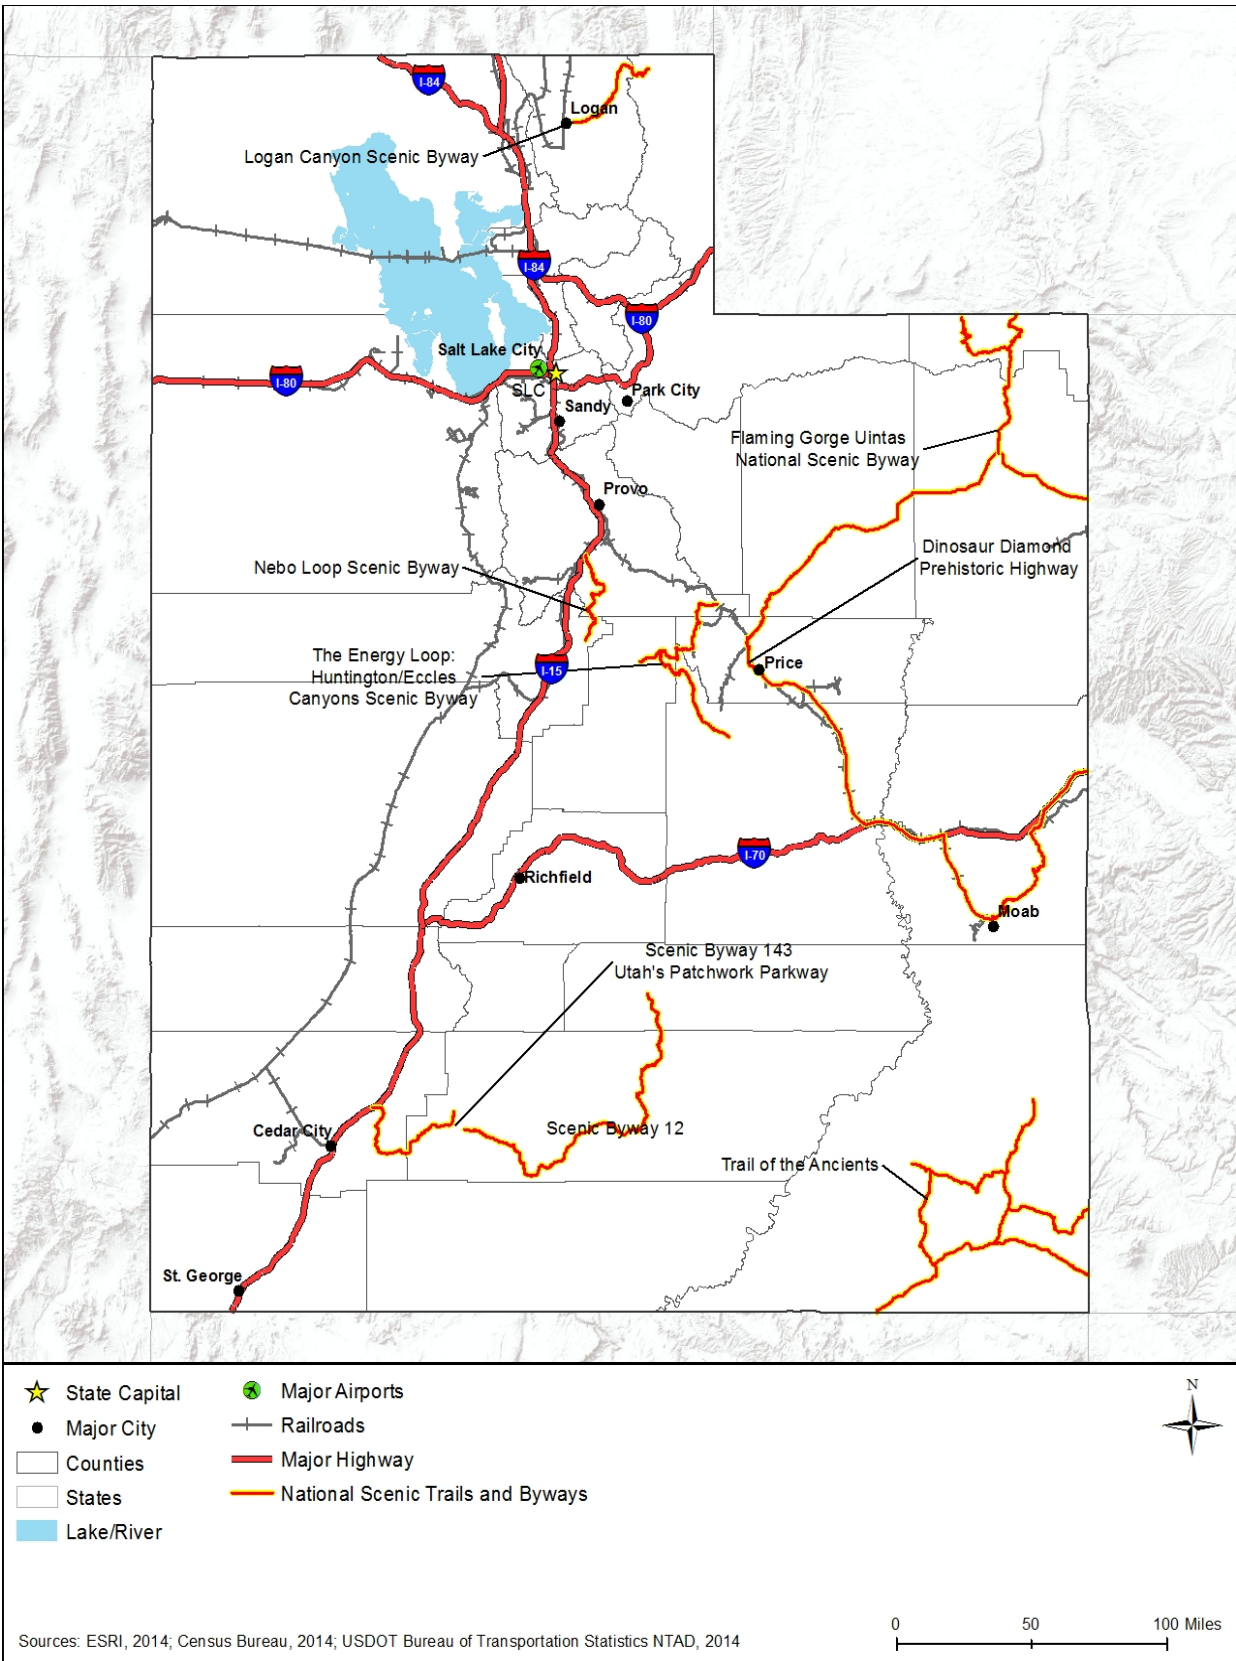 I-84
Logan
Logan Canyon Scenic Byway
I-84
I-80
Salt Lake City
I-80
SLC
Park City
Sandy
Flaming Gorge Uintas
National Scenic Byway
Provo
Dinosaur Diamond
Prehistoric Highway
Nebo Loop Scenic Byway
The Energy Loop:
Huntington/Eccles
Canyons Scenic Byway
I-15
Price
I-70
Richfield
Moab
Scenic Byway 143
Utah's Patchwork Parkway
Cedar City
Scenic Byway 12
Trail of the Ancients
St. George
State Capital
Major City
Counties
States
Lake/River
Major Airports
Railroads
Major Highway
National Scenic Trails and Byways
N
0 50 100 Miles
Sources: ESRI, 2014; Census Bureau, 2014; USDOT Bureau of Transportation Statistics NTAD, 2014